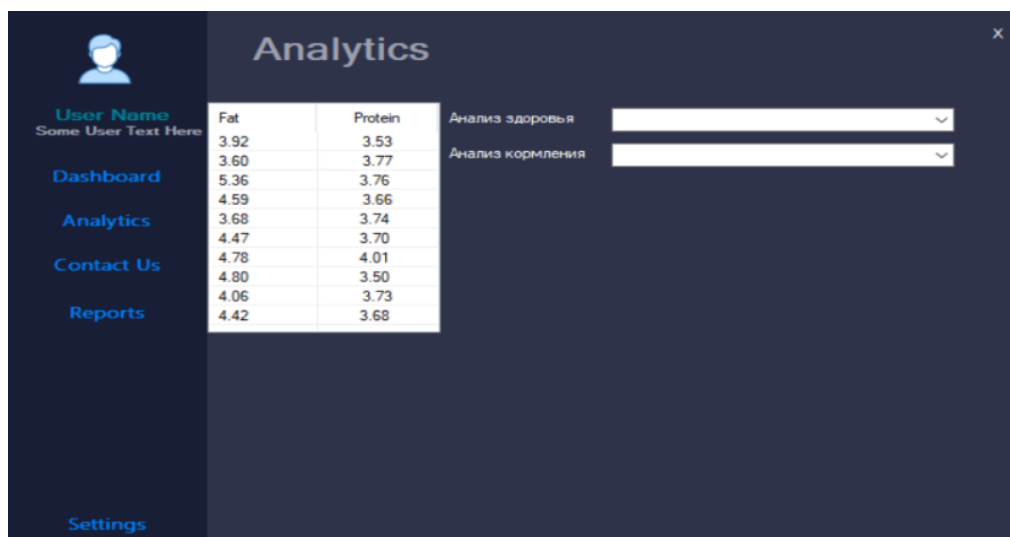 Analytics
x
User Name
Some User Text Here
Dashboard
Analytics
Contact Us
Reports
Settings
Fat Protein
3.92 3.53
3.60 3.77
5.36 3.76
4.59 3.66
3.68 3.74
4.47 3.70
4.78 4.01
4.80 3.50
4.06 3.73
4.42 3.68
Анализ здоровья
Анализ кормления